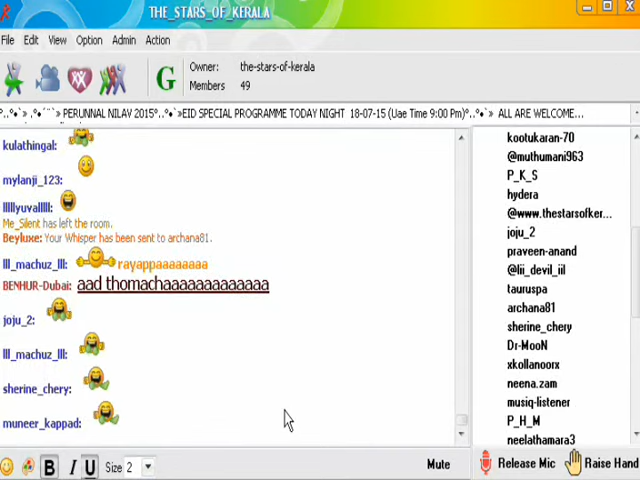 THE_STARS_OF_KERALA
File Edit View Option Admin Action
G
Owner: the-stars-of-kerala
Members 49
PERUNNAL NILAV 2015°..°•`»EID SPECIAL PROGRAMME TODAY NIGHT 18-07-15 (Uae Time 9:00 Pm)°..°•`» ALL ARE WELCOME...
kulathingal:
mylanji_123:
lllllyuvalllll:
Me_Silent has left the room.
Beyluxe: Your Whisper has been sent to archana81.
lll_machuz_lll: rayappaaaaaaaa
BENHUR-Dubai: aad thomachaaaaaaaaaaaaa
joju_2:
lll_machuz_lll:
sherine_chery:
muneer_kappad:
kootukaran-70
@muthumani963
P_K_S
hydera
@www.thestarsofker...
joju_2
praveen-anand
@lii_devil_iil
tauruspa
archana81
sherine_chery
Dr-MooN
xkollanoorx
neena.zam
musiq-listener
P_H_M
neelathamara3
B I U Size 2
Mute
Release Mic
Raise Hand